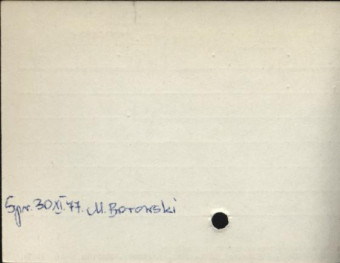 Spr. 30 XI. 77. M. Borowski